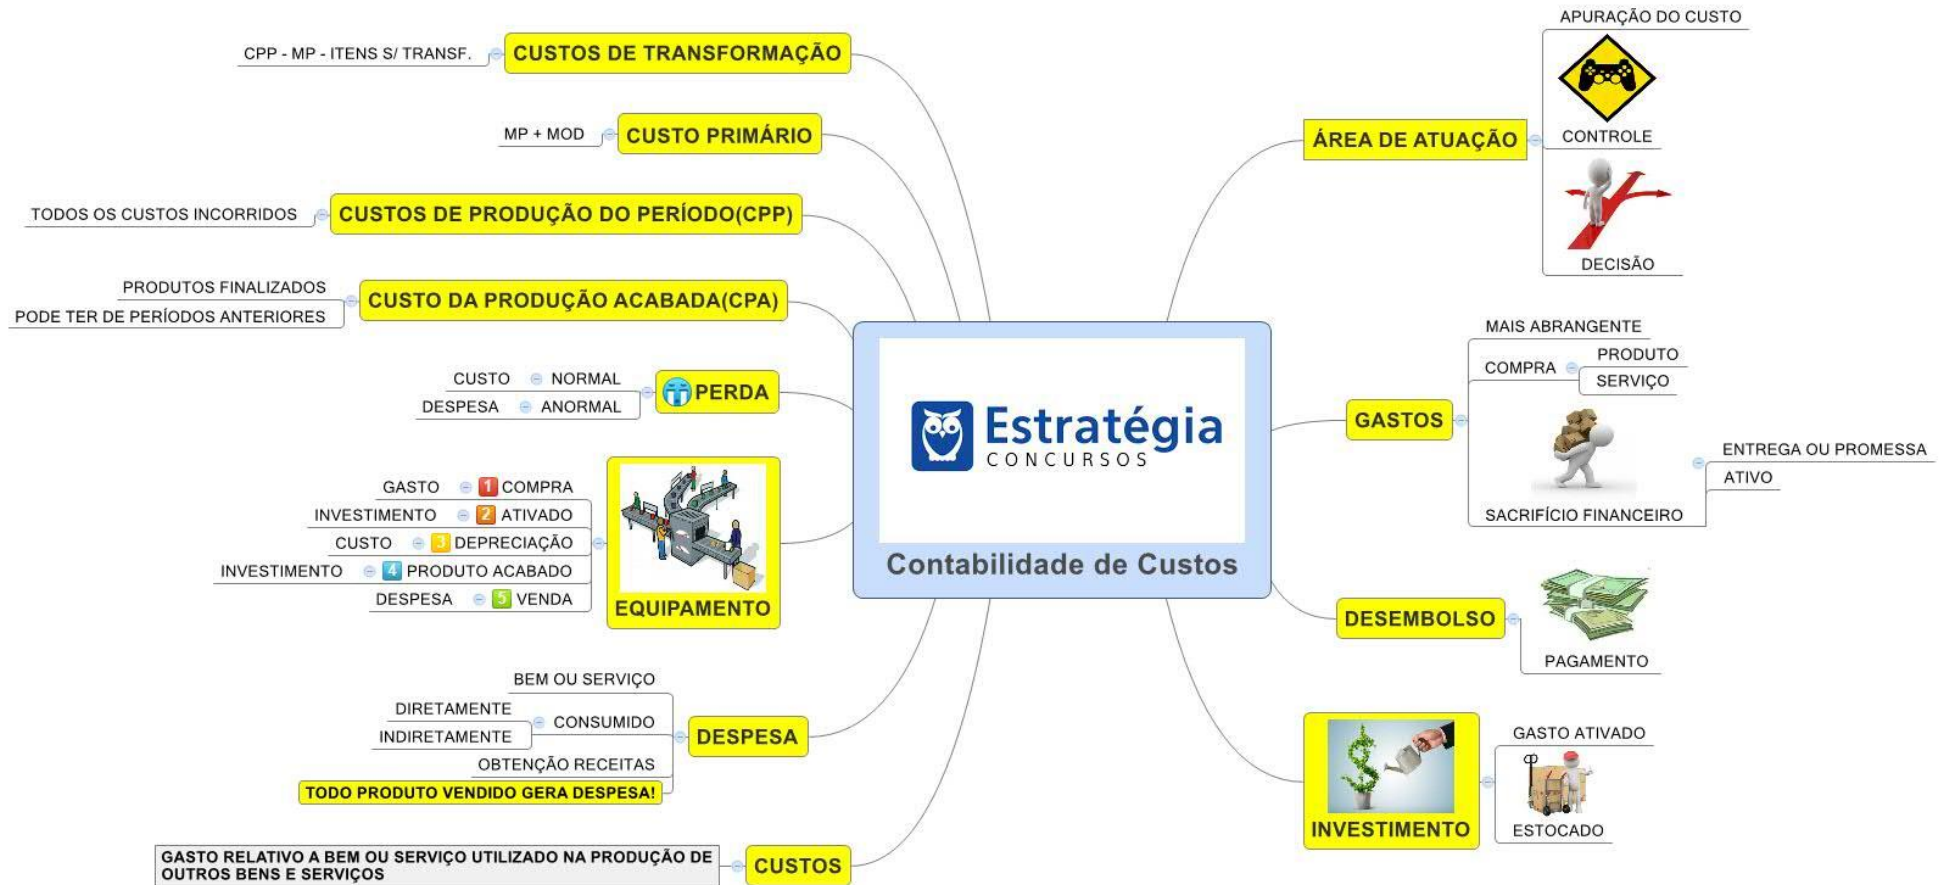 CPP - MP - ITENS S/ TRANSF.
CUSTOS DE TRANSFORMAÇÃO
MP + MOD
CUSTO PRIMÁRIO
TODOS OS CUSTOS INCORRIDOS
CUSTOS DE PRODUÇÃO DO PERÍODO(CPP)
PRODUTOS FINALIZADOS
PODE TER DE PERÍODOS ANTERIORES
CUSTO DA PRODUÇÃO ACABADA(CPA)
CUSTO
NORMAL
DESPESA
ANORMAL
PERDA
GASTO
1 COMPRA
INVESTIMENTO
2 ATIVADO
CUSTO
3 DEPRECIAÇÃO
INVESTIMENTO
4 PRODUTO ACABADO
DESPESA
5 VENDA
EQUIPAMENTO
BEM OU SERVIÇO
DIRETAMENTE
INDIRETAMENTE
CONSUMIDO
OBTENÇÃO RECEITAS
TODO PRODUTO VENDIDO GERA DESPESA!
DESPESA
GASTO RELATIVO A BEM OU SERVIÇO UTILIZADO NA PRODUÇÃO DE
OUTROS BENS E SERVIÇOS
CUSTOS
Estratégia
CONCURSOS
Contabilidade de Custos
ÁREA DE ATUAÇÃO
APURAÇÃO DO CUSTO
CONTROLE
DECISÃO
GASTOS
MAIS ABRANGENTE
COMPRA
PRODUTO
SERVIÇO
SACRIFÍCIO FINANCEIRO
ENTREGA OU PROMESSA
ATIVO
DESEMBOLSO
PAGAMENTO
INVESTIMENTO
GASTO ATIVADO
ESTOCADO